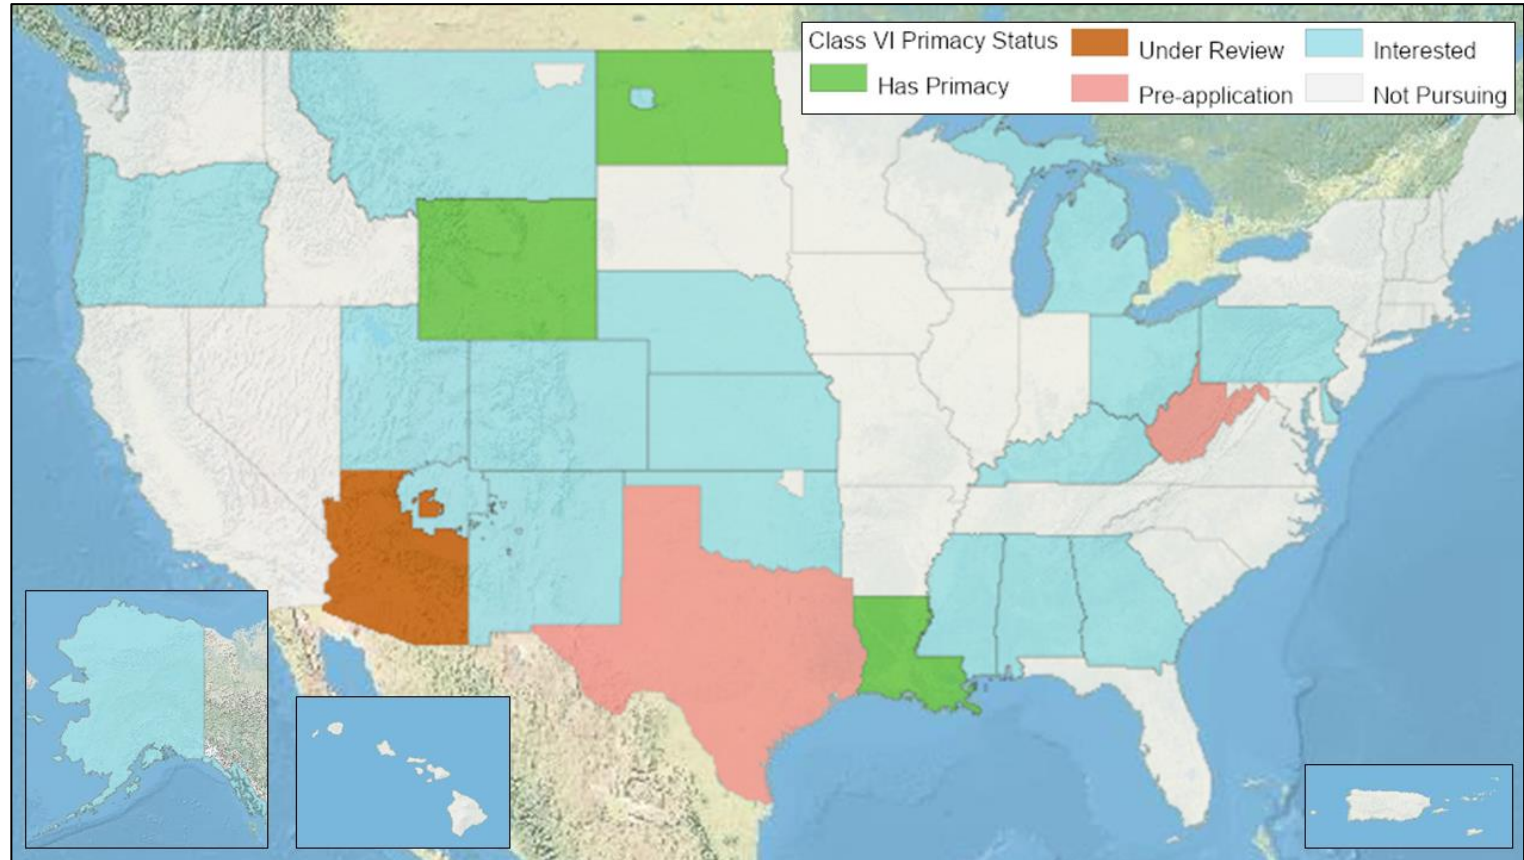 Class VI Primacy Status
Has Primacy
Under Review
Pre-application
Interested
Not Pursuing